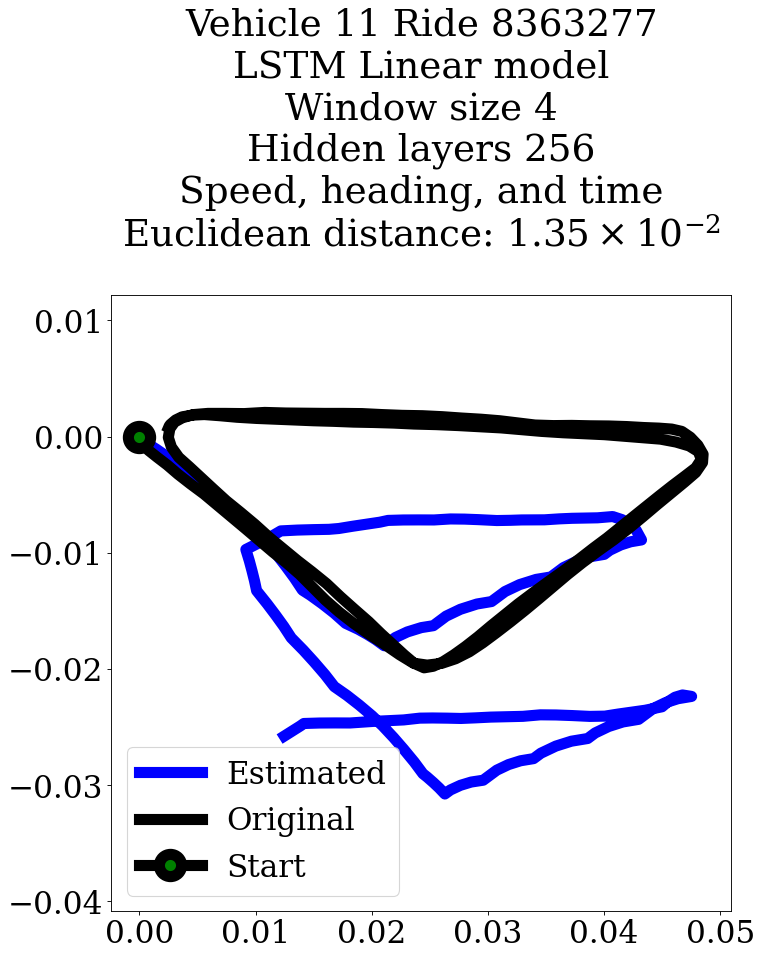 Vehicle 11 Ride 8363277
LSTM Linear model
Window size 4
Hidden layers 256
Speed, heading, and time
Euclidean distance: 1.35 × 10⁻²
0.01
0.00
−0.01
−0.02
−0.03
−0.04
Estimated
Original
Start
0.00 0.01 0.02 0.03 0.04 0.05